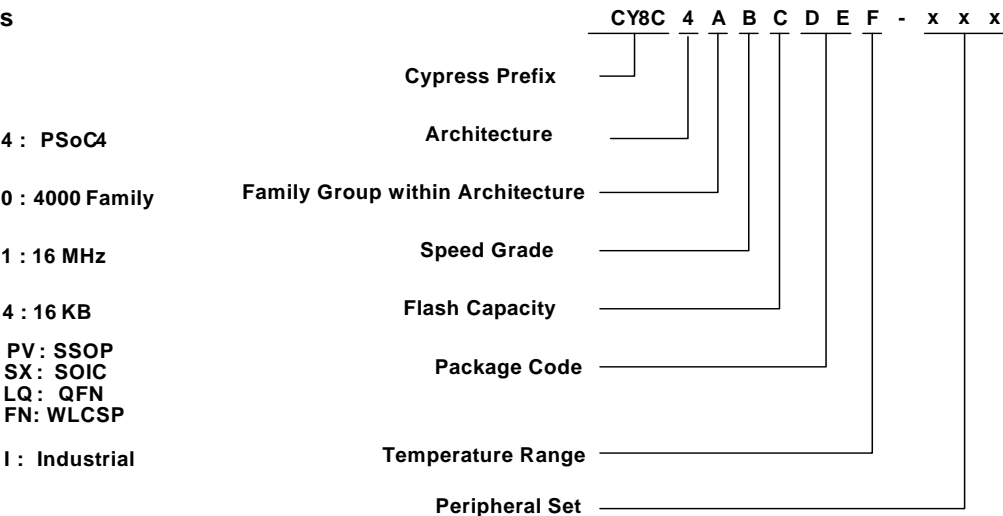 s
CY8C 4 A B C D E F - x x x
Cypress Prefix
4 : PSoC4 Architecture
0 : 4000 Family Family Group within Architecture
1 : 16 MHz Speed Grade
4 : 16 KB Flash Capacity
PV : SSOP
SX : SOIC
LQ : QFN
FN: WLCSP
Package Code
I : Industrial Temperature Range
Peripheral Set